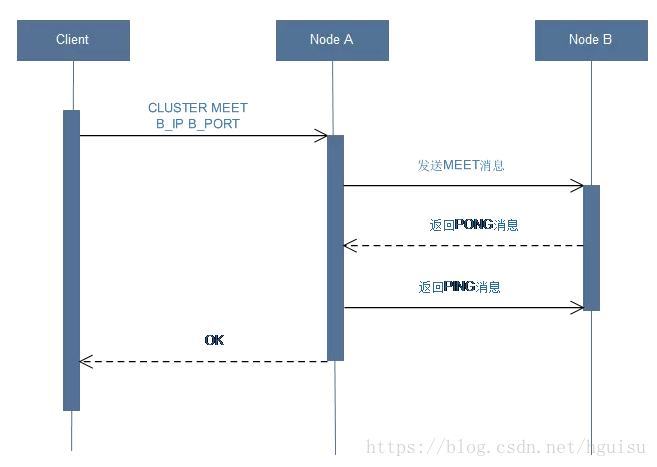 Client
Node A
Node B
CLUSTER MEET
B_IP B_PORT
发送MEET消息
返回PONG消息
返回PING消息
OK
https://blog.csdn.net/hguisu